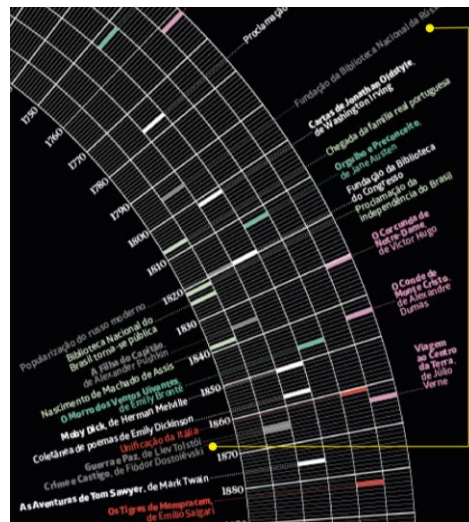 Proclamação
Fundação da Biblioteca Nacional da Rús
Cartas de Jonathan Oldstyle,
de Washington Irving
Chegada da família real portuguesa
Orgulho e Preconceito,
de Jane Austen
Fundação da Biblioteca
do Congresso
Proclamação da
independência do Brasil
O Corcunda de
Notre-Dame,
de Victor Hugo
O Conde de
Monte Cristo,
de Alexandre
Dumas
Viagem
ao Centro
da Terra,
de Júlio
Verne
1750
1760
1770
1780
1790
1800
1810
1820
1830
1840
1850
1860
1870
1880
Popularização do russo moderno
Biblioteca Nacional do
Brasil torna-se pública
A Filha do Capitão,
de Alexander Pushkin
Nascimento de Machado de Assis
O Morro dos Ventos Uivantes,
de Emily Brontë
Moby Dick, de Herman Melville
Coletânea de poemas de Emily Dickinson
Unificação da Itália
Guerra e Paz, de Liev Tolstói
Crime e Castigo, de Fiódor Dostoiévski
As Aventuras de Tom Sawyer, de Mark Twain
Os Tigres de Mompracem,
de Emilio Salgari